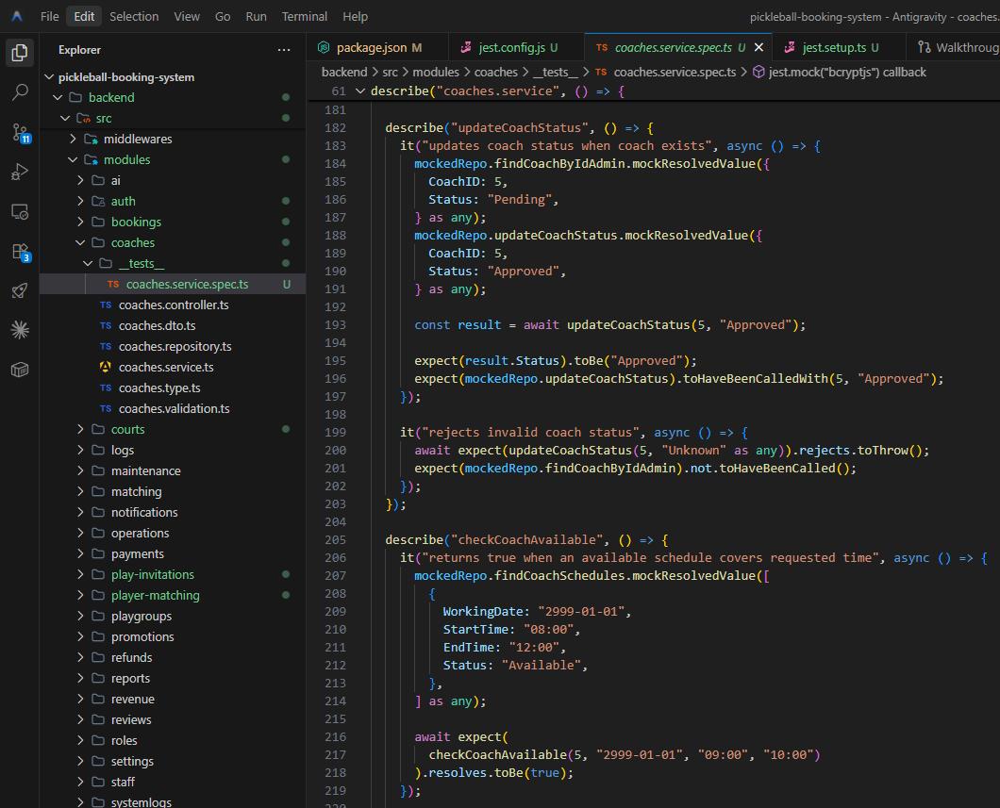 File Edit Selection View Go Run Terminal Help
pickleball-booking-system - Antigravity - coaches.
Explorer
11
3
pickleball-booking-system
backend
src
middlewares
modules
ai
auth
bookings
coaches
__tests__
TS coaches.service.spec.ts U
TS coaches.controller.ts
TS coaches.dto.ts
TS coaches.repository.ts
coaches.service.ts
TS coaches.type.ts
TS coaches.validation.ts
courts
logs
maintenance
matching
notifications
operations
payments
play-invitations
player-matching
playgroups
promotions
refunds
reports
revenue
reviews
roles
settings
staff
systemlogs
package.json M
jest.config.js U
TS coaches.service.spec.ts U
jest.setup.ts U
Walkthroug
backend > src > modules > coaches > __tests__ > TS coaches.service.spec.ts > jest.mock("bcryptjs") callback
61 describe("coaches.service", () => {
181
182 describe("updateCoachStatus", () => {
183 it("updates coach status when coach exists", async () => {
184 mockedRepo.findCoachByIdAdmin.mockResolvedValue({
185 CoachID: 5,
186 Status: "Pending",
187 } as any);
188 mockedRepo.updateCoachStatus.mockResolvedValue({
189 CoachID: 5,
190 Status: "Approved",
191 } as any);
192
193 const result = await updateCoachStatus(5, "Approved");
194
195 expect(result.Status).toBe("Approved");
196 expect(mockedRepo.updateCoachStatus).toHaveBeenCalledWith(5, "Approved");
197 });
198
199 it("rejects invalid coach status", async () => {
200 await expect(updateCoachStatus(5, "Unknown" as any)).rejects.toThrow();
201 expect(mockedRepo.findCoachByIdAdmin).not.toHaveBeenCalled();
202 });
203 });
204
205 describe("checkCoachAvailable", () => {
206 it("returns true when an available schedule covers requested time", async () => {
207 mockedRepo.findCoachSchedules.mockResolvedValue([
208 {
209 WorkingDate: "2999-01-01",
210 StartTime: "08:00",
211 EndTime: "12:00",
212 Status: "Available",
213 },
214 ] as any);
215
216 await expect(
217 checkCoachAvailable(5, "2999-01-01", "09:00", "10:00")
218 ).resolves.toBe(true);
219 });